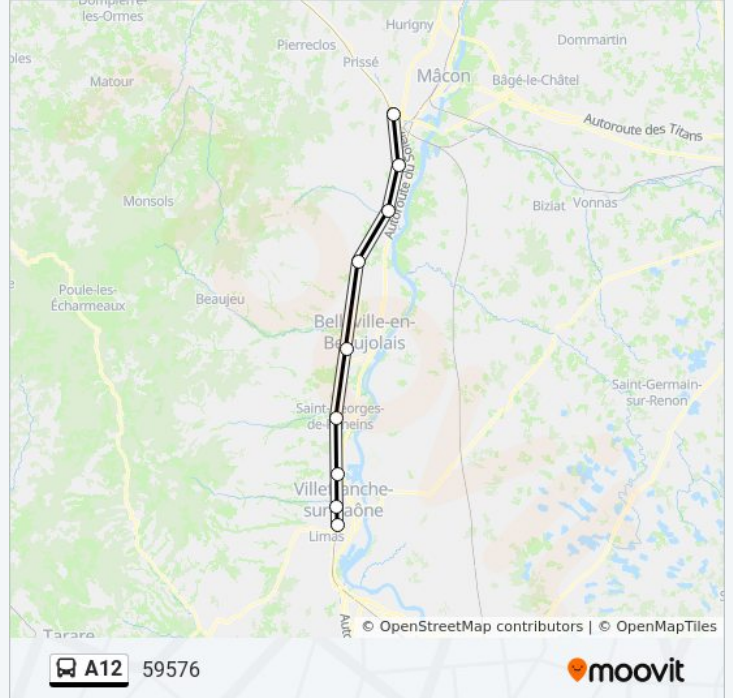 Dompierre-
les-Ormes
Hurigny
Pierreclos
Dommartin
Prissé
Mâcon
Bâgé-le-Châtel
Matour
Autoroute des Titans
Autoroute du Soleil
Monsols
Biziat
Vonnas
Poule-les-
Écharmeaux
Beaujeu
Belleville-en-
Beaujolais
Saint-Germain-
sur-Renon
Saint-Georges-
de-Reneins
Villefranche-
sur-Saône
Limas
Tarare
© OpenStreetMap contributors | © OpenMapTiles
A12 59576
moovit